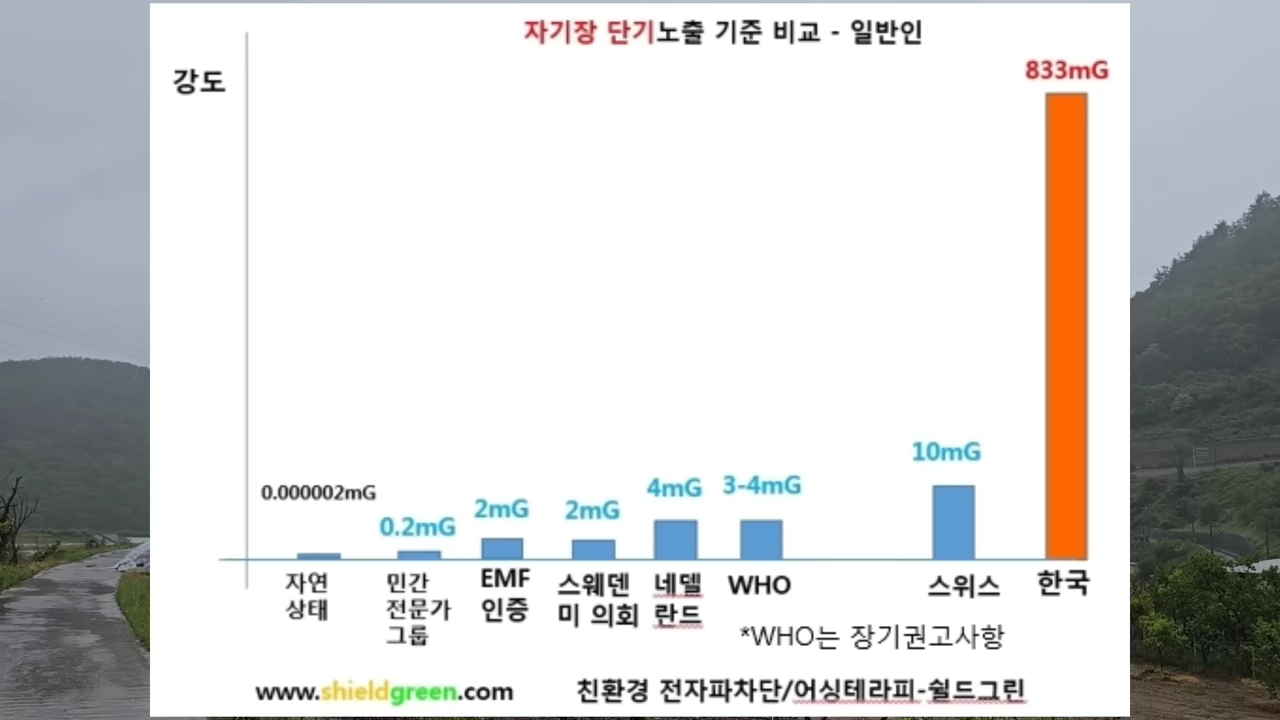 자기장 단기노출 기준 비교 - 일반인
강도
833mG
10mG
4mG
3-4mG
0.000002mG
0.2mG
2mG
2mG
자연
상태
민간
전문가
그룹
EMF
인증
스웨덴
미 의회
네델
란드
WHO
스위스
한국
*WHO는 장기권고사항
www.shieldgreen.com
친환경 전자파차단/어싱테라피-쉴드그린